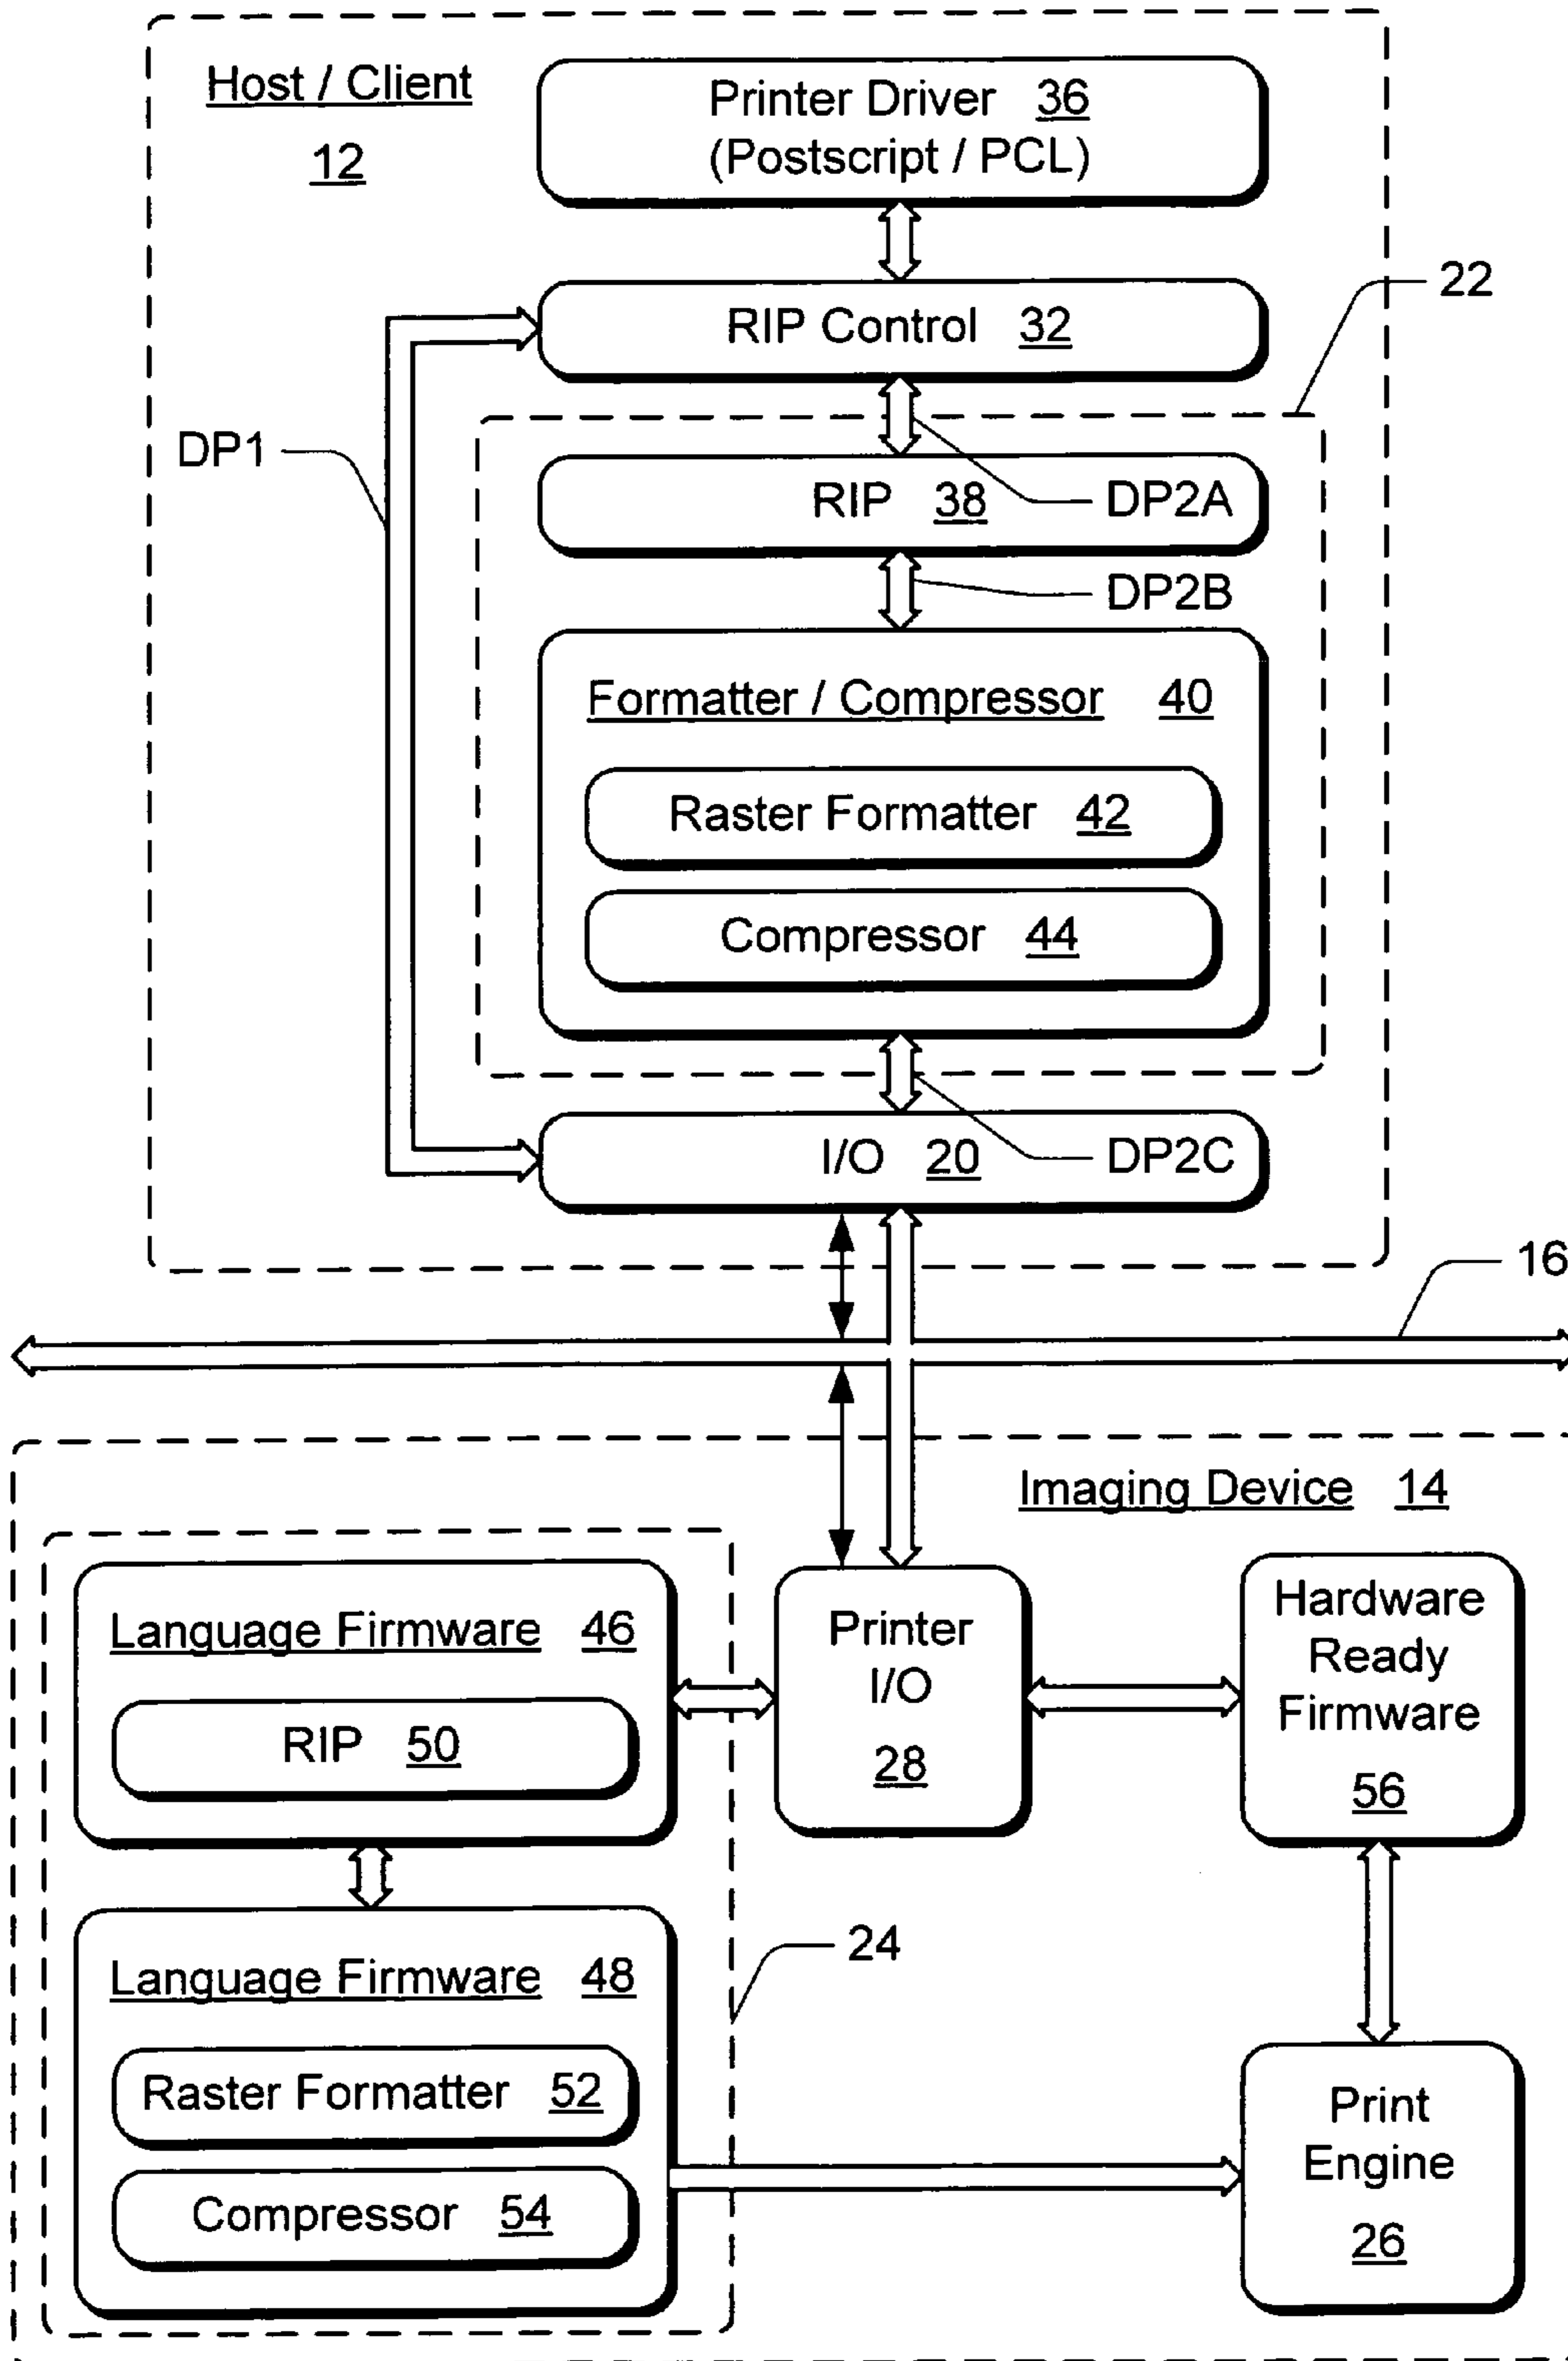 Host / Client
12
Printer Driver 36
(Postscript / PCL)
22
RIP Control 32
DP1
RIP 38
DP2A
DP2B
Formatter / Compressor 40
Raster Formatter 42
Compressor 44
I/O 20
DP2C
16
Imaging Device 14
Language Firmware 46
RIP 50
Printer
I/O
28
Hardware
Ready
Firmware
56
24
Language Firmware 48
Raster Formatter 52
Compressor 54
Print
Engine
26